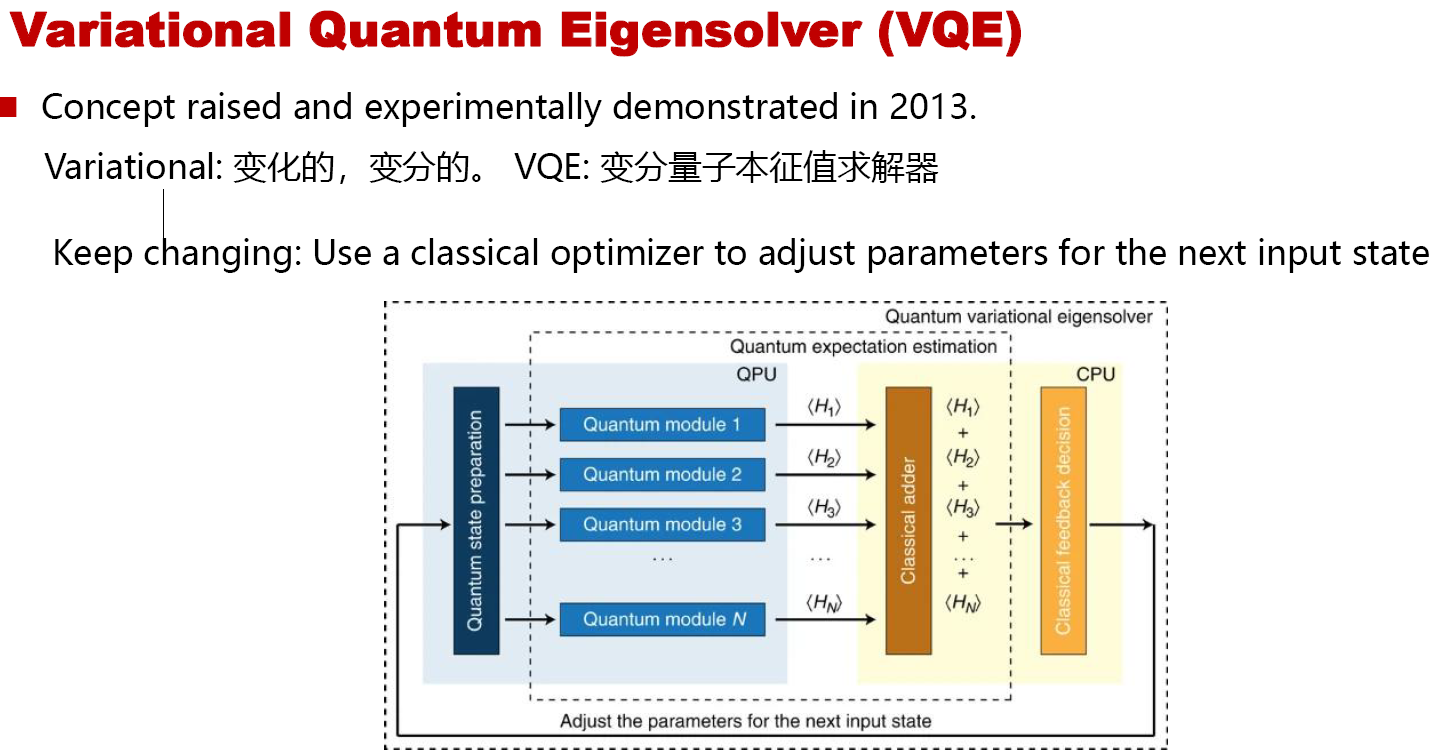 Variational Quantum Eigensolver (VQE)
Concept raised and experimentally demonstrated in 2013.
Variational: 变化的，变分的。 VQE: 变分量子本征值求解器
Keep changing: Use a classical optimizer to adjust parameters for the next input state
Quantum variational eigensolver
Quantum expectation estimation
QPU
CPU
Quantum state preparation
Quantum module 1
⟨H1⟩
Quantum module 2
⟨H2⟩
Quantum module 3
⟨H3⟩
...
...
Quantum module N
⟨HN⟩
Classical adder
⟨H1⟩
+
⟨H2⟩
+
⟨H3⟩
+
...
+
⟨HN⟩
Classical feedback decision
Adjust the parameters for the next input state